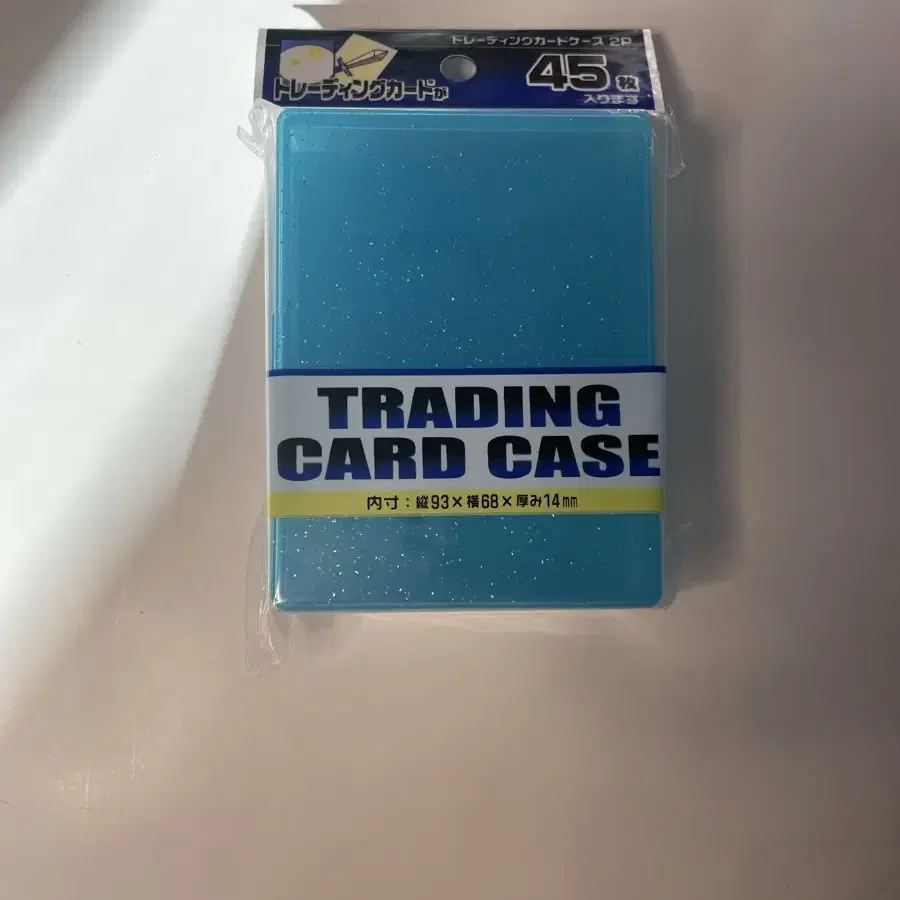 トレーディングカードケース 2P
トレーディングカードが
45枚
入ります
TRADING
CARD CASE
内寸：縦93×横68×厚み14mm